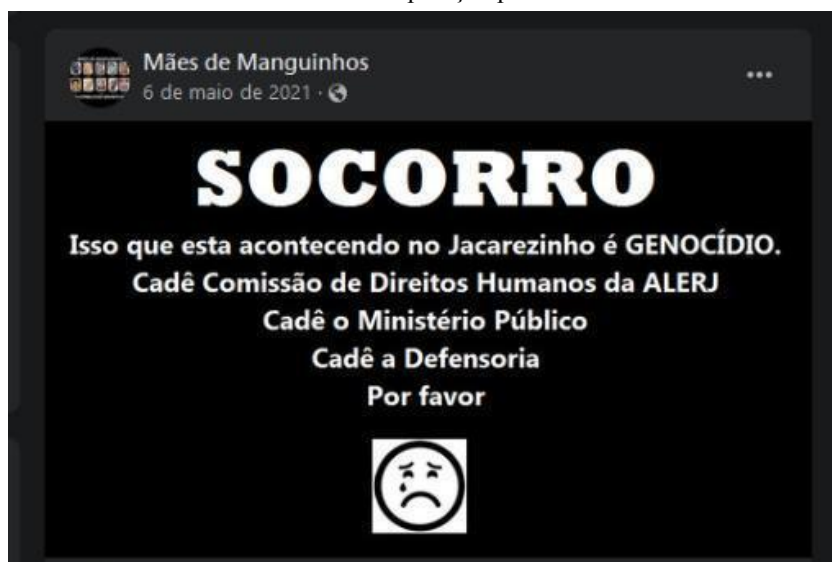 Mães de Manguinhos
6 de maio de 2021 ·
SOCORRO
Isso que esta acontecendo no Jacarezinho é GENOCÍDIO.
Cadê Comissão de Direitos Humanos da ALERJ
Cadê o Ministério Público
Cadê a Defensoria
Por favor